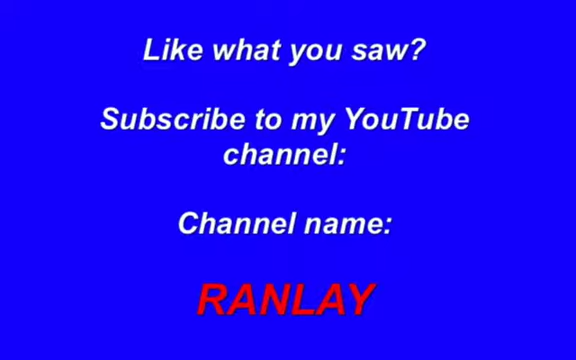 Like what you saw?
Subscribe to my YouTube
channel:
Channel name:
RANLAY